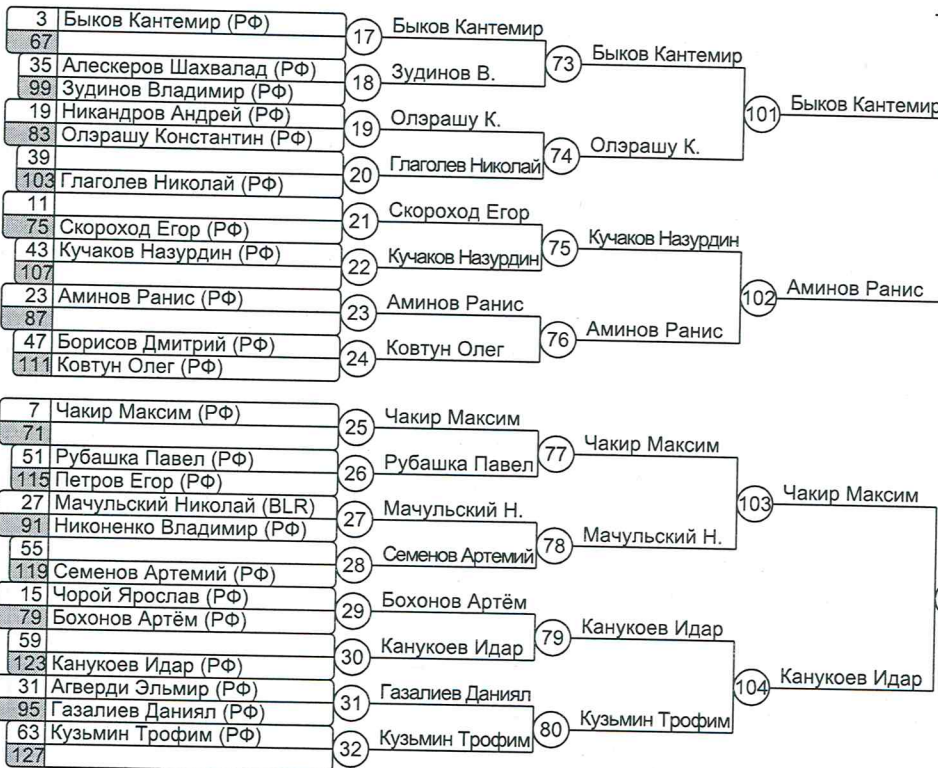 3 Быков Кантемир (РФ)
67
35 Алескеров Шахвалад (РФ)
99 Зудинов Владимир (РФ)
19 Никандров Андрей (РФ)
83 Олэрашу Константин (РФ)
39
103 Глаголев Николай (РФ)
11
75 Скороход Егор (РФ)
43 Кучаков Назурдин (РФ)
107
23 Аминов Ранис (РФ)
87
47 Борисов Дмитрий (РФ)
111 Ковтун Олег (РФ)
7 Чакир Максим (РФ)
71
51 Рубашка Павел (РФ)
115 Петров Егор (РФ)
27 Мачульский Николай (BLR)
91 Никоненко Владимир (РФ)
55
119 Семенов Артемий (РФ)
15 Чорой Ярослав (РФ)
79 Бохонов Артём (РФ)
59
123 Канукоев Идар (РФ)
31 Агверди Эльмир (РФ)
95 Газалиев Даниял (РФ)
63 Кузьмин Трофим (РФ)
127
17 Быков Кантемир
18 Зудинов В.
19 Олэрашу К.
20 Глаголев Николай
21 Скороход Егор
22 Кучаков Назурдин
23 Аминов Ранис
24 Ковтун Олег
25 Чакир Максим
26 Рубашка Павел
27 Мачульский Н.
28 Семенов Артемий
29 Бохонов Артём
30 Канукоев Идар
31 Газалиев Даниял
32 Кузьмин Трофим
73 Быков Кантемир
74 Олэрашу К.
75 Кучаков Назурдин
76 Аминов Ранис
77 Чакир Максим
78 Мачульский Н.
79 Канукоев Идар
80 Кузьмин Трофим
101 Быков Кантемир
102 Аминов Ранис
103 Чакир Максим
104 Канукоев Идар